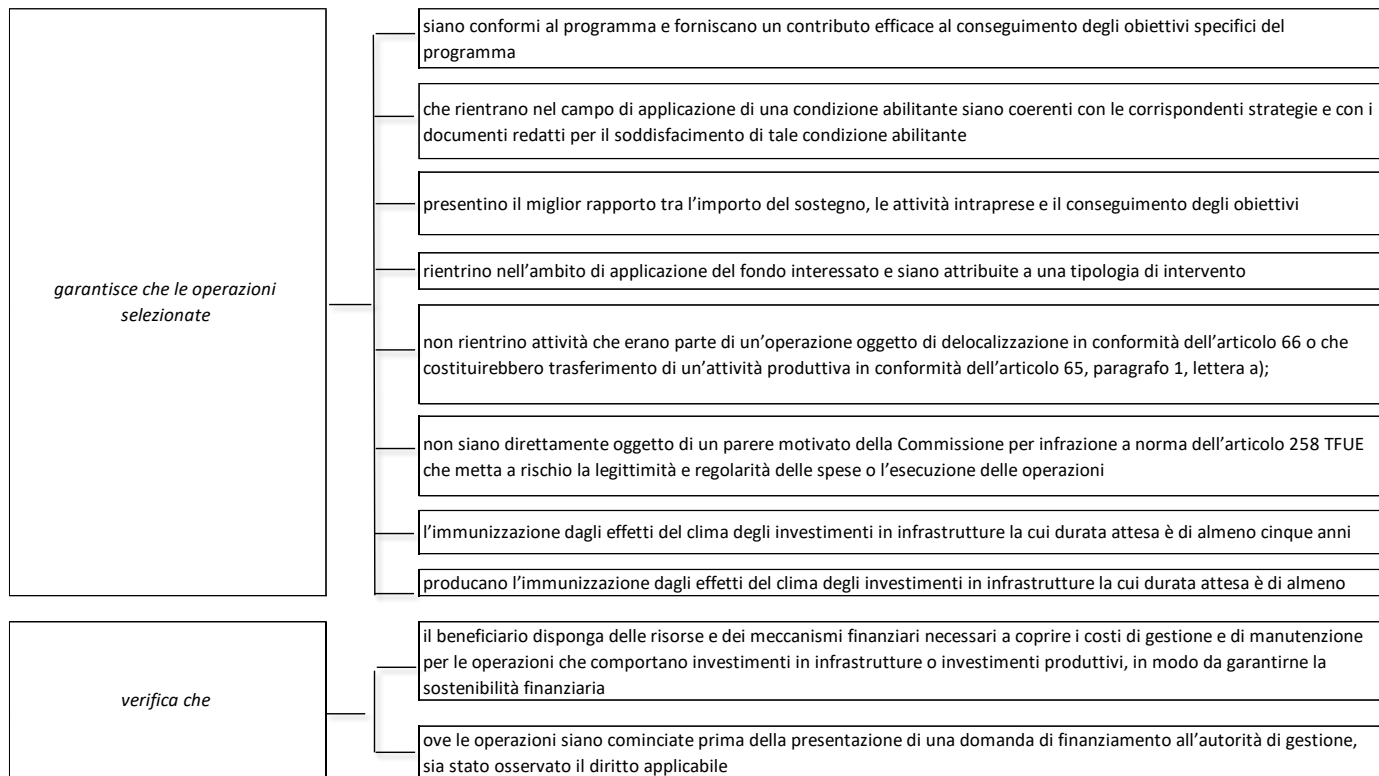 garantisce che le operazioni
selezionate
siano conformi al programma e forniscano un contributo efficace al conseguimento degli obiettivi specifici del
programma
che rientrano nel campo di applicazione di una condizione abilitante siano coerenti con le corrispondenti strategie e con i
documenti redatti per il soddisfacimento di tale condizione abilitante
presentino il miglior rapporto tra l’importo del sostegno, le attività intraprese e il conseguimento degli obiettivi
rientrino nell’ambito di applicazione del fondo interessato e siano attribuite a una tipologia di intervento
non rientrino attività che erano parte di un’operazione oggetto di delocalizzazione in conformità dell’articolo 66 o che
costituirebbero trasferimento di un’attività produttiva in conformità dell’articolo 65, paragrafo 1, lettera a);
non siano direttamente oggetto di un parere motivato della Commissione per infrazione a norma dell’articolo 258 TFUE
che metta a rischio la legittimità e regolarità delle spese o l’esecuzione delle operazioni
l’immunizzazione dagli effetti del clima degli investimenti in infrastrutture la cui durata attesa è di almeno cinque anni
producano l’immunizzazione dagli effetti del clima degli investimenti in infrastrutture la cui durata attesa è di almeno
verifica che
il beneficiario disponga delle risorse e dei meccanismi finanziari necessari a coprire i costi di gestione e di manutenzione
per le operazioni che comportano investimenti in infrastrutture o investimenti produttivi, in modo da garantirne la
sostenibilità finanziaria
ove le operazioni siano cominciate prima della presentazione di una domanda di finanziamento all’autorità di gestione,
sia stato osservato il diritto applicabile